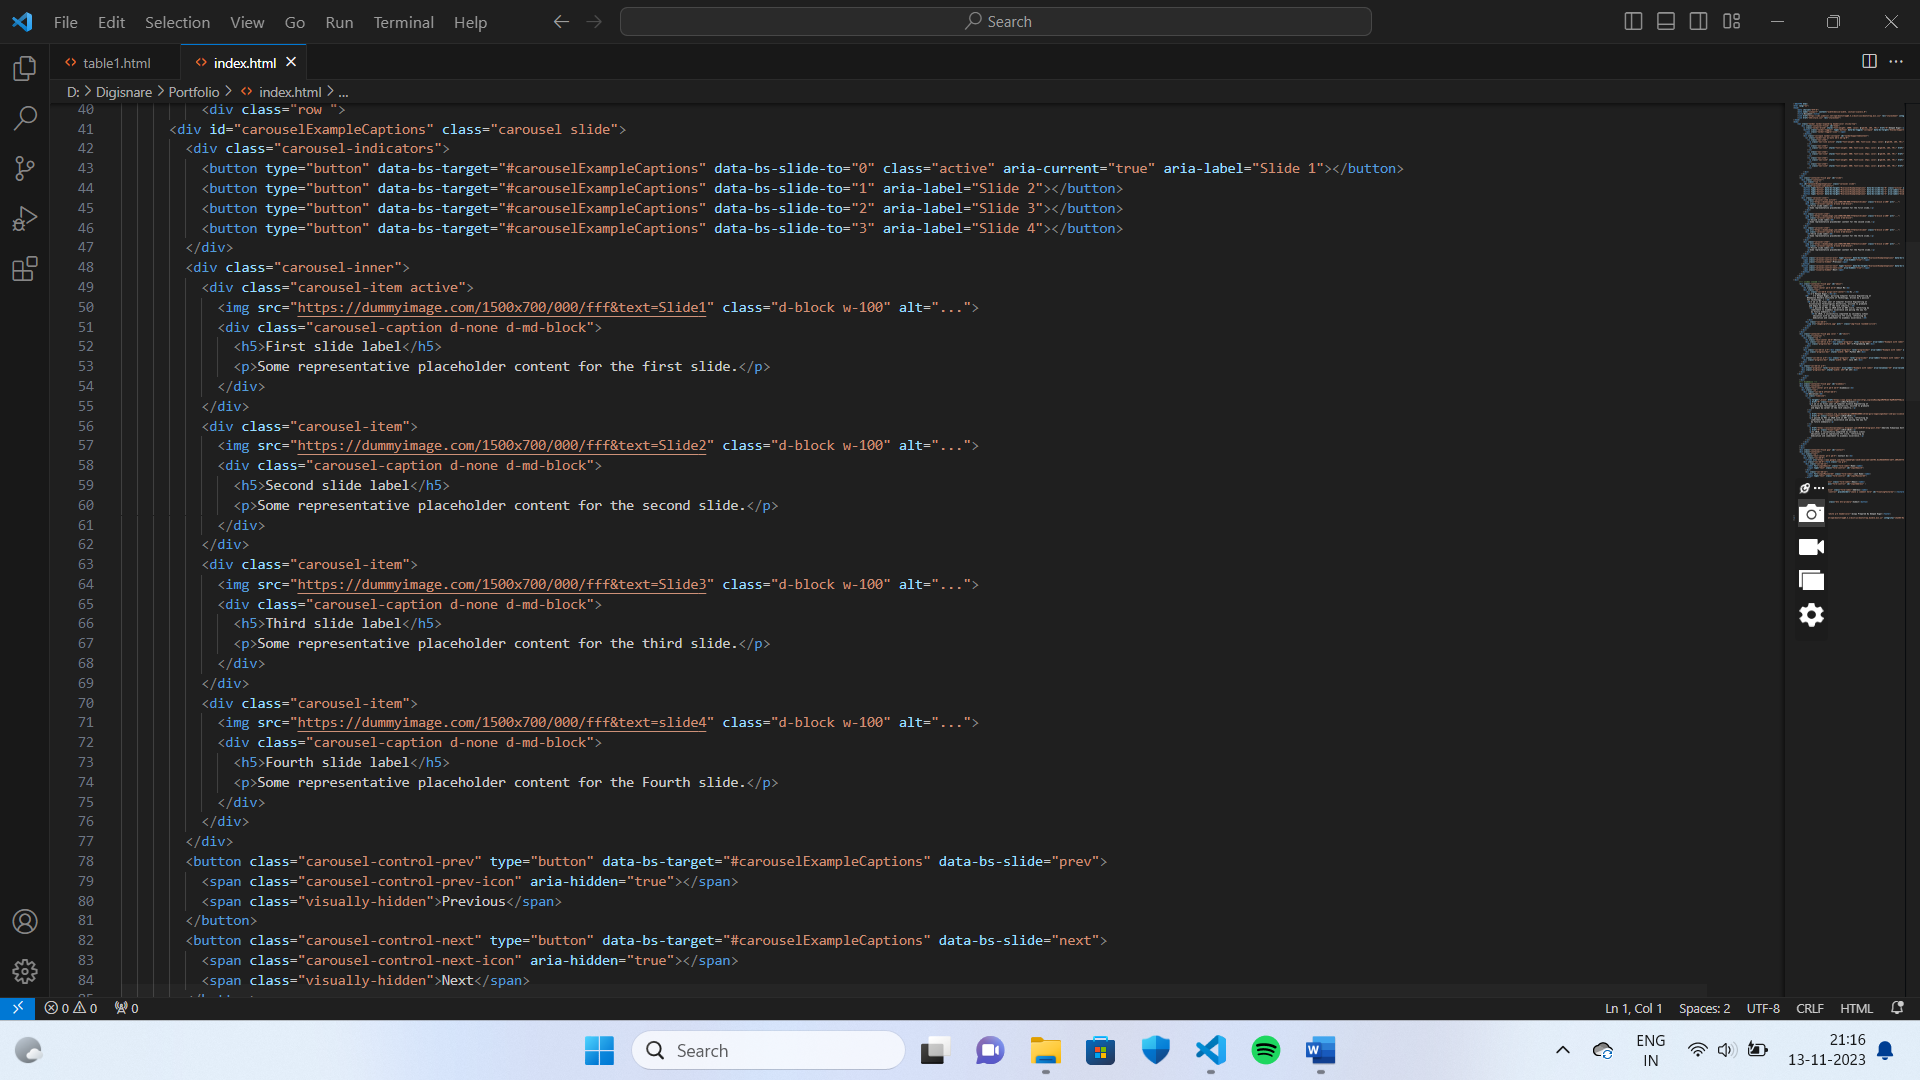 File Edit Selection View Go Run Terminal Help Search
table1.html index.html
D: > Digisnare > Portfolio > index.html > ...
40 <div class="row ">
41 <div id="carouselExampleCaptions" class="carousel slide">
42 <div class="carousel-indicators">
43 <button type="button" data-bs-target="#carouselExampleCaptions" data-bs-slide-to="0" class="active" aria-current="true" aria-label="Slide 1"></button>
44 <button type="button" data-bs-target="#carouselExampleCaptions" data-bs-slide-to="1" aria-label="Slide 2"></button>
45 <button type="button" data-bs-target="#carouselExampleCaptions" data-bs-slide-to="2" aria-label="Slide 3"></button>
46 <button type="button" data-bs-target="#carouselExampleCaptions" data-bs-slide-to="3" aria-label="Slide 4"></button>
47 </div>
48 <div class="carousel-inner">
49 <div class="carousel-item active">
50 <img src="https://dummyimage.com/1500x700/000/fff&text=Slide1" class="d-block w-100" alt="...">
51 <div class="carousel-caption d-none d-md-block">
52 <h5>First slide label</h5>
53 <p>Some representative placeholder content for the first slide.</p>
54 </div>
55 </div>
56 <div class="carousel-item">
57 <img src="https://dummyimage.com/1500x700/000/fff&text=Slide2" class="d-block w-100" alt="...">
58 <div class="carousel-caption d-none d-md-block">
59 <h5>Second slide label</h5>
60 <p>Some representative placeholder content for the second slide.</p>
61 </div>
62 </div>
63 <div class="carousel-item">
64 <img src="https://dummyimage.com/1500x700/000/fff&text=Slide3" class="d-block w-100" alt="...">
65 <div class="carousel-caption d-none d-md-block">
66 <h5>Third slide label</h5>
67 <p>Some representative placeholder content for the third slide.</p>
68 </div>
69 </div>
70 <div class="carousel-item">
71 <img src="https://dummyimage.com/1500x700/000/fff&text=slide4" class="d-block w-100" alt="...">
72 <div class="carousel-caption d-none d-md-block">
73 <h5>Fourth slide label</h5>
74 <p>Some representative placeholder content for the Fourth slide.</p>
75 </div>
76 </div>
77 </div>
78 <button class="carousel-control-prev" type="button" data-bs-target="#carouselExampleCaptions" data-bs-slide="prev">
79 <span class="carousel-control-prev-icon" aria-hidden="true"></span>
80 <span class="visually-hidden">Previous</span>
81 </button>
82 <button class="carousel-control-next" type="button" data-bs-target="#carouselExampleCaptions" data-bs-slide="next">
83 <span class="carousel-control-next-icon" aria-hidden="true"></span>
84 <span class="visually-hidden">Next</span>
0 0 0 Ln 1, Col 1 Spaces: 2 UTF-8 CRLF HTML
Search ENG 21:16
IN 13-11-2023